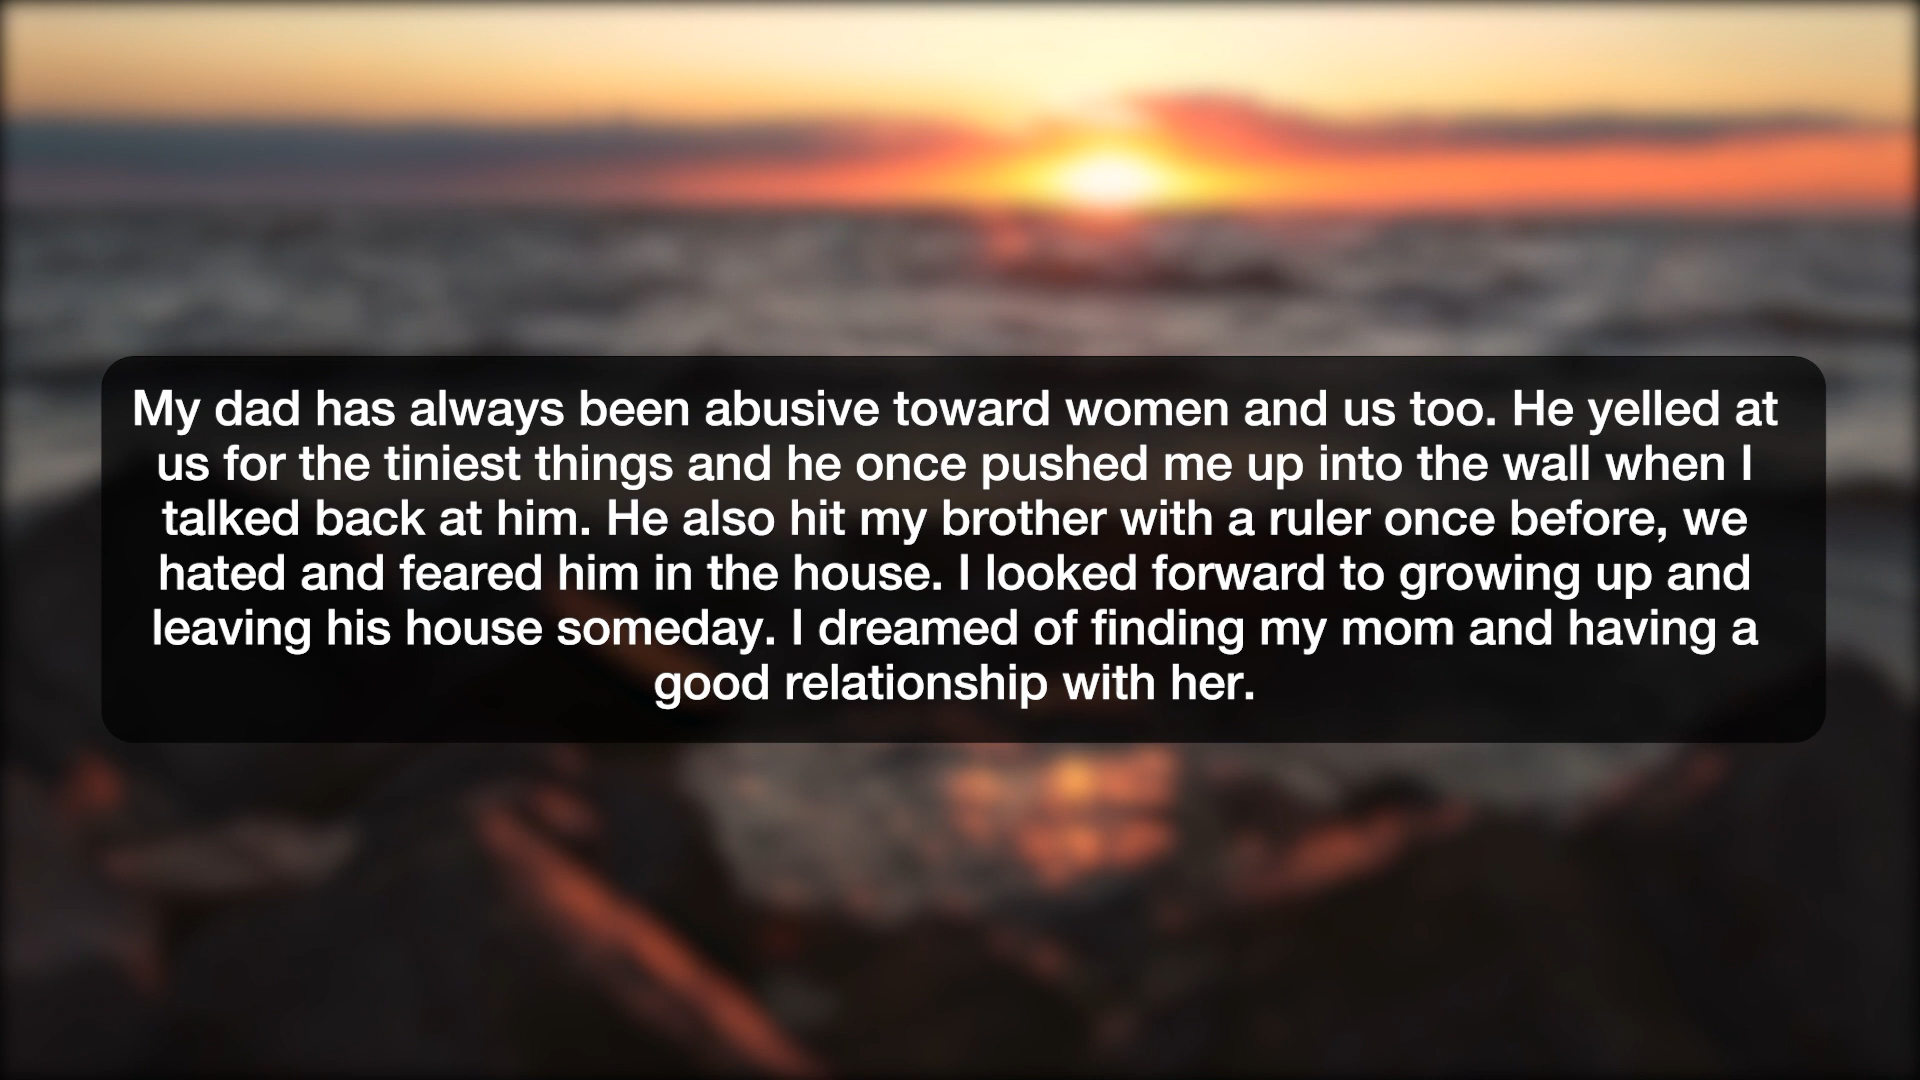 My dad has always been abusive toward women and us too. He yelled at
us for the tiniest things and he once pushed me up into the wall when I
talked back at him. He also hit my brother with a ruler once before, we
hated and feared him in the house. I looked forward to growing up and
leaving his house someday. I dreamed of finding my mom and having a
good relationship with her.